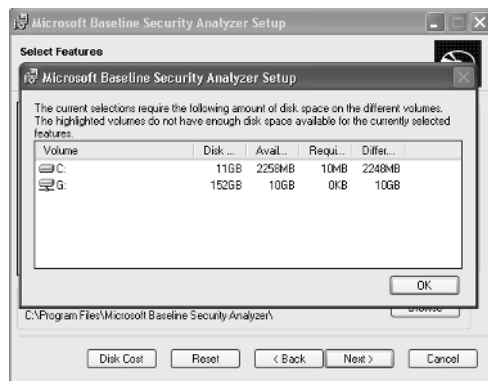 Microsoft Baseline Security Analyzer Setup
Select Features
Microsoft Baseline Security Analyzer Setup
The current selections require the following amount of disk space on the different volumes.
The highlighted volumes do not have enough disk space available for the currently selected
features.
Volume Disk ... Avail... Requi... Differ...
C: 11GB 2258MB 10MB 2248MB
G: 152GB 10GB 0KB 10GB
OK
C:\Program Files\Microsoft Baseline Security Analyzer\
Disk Cost Reset < Back Next > Cancel